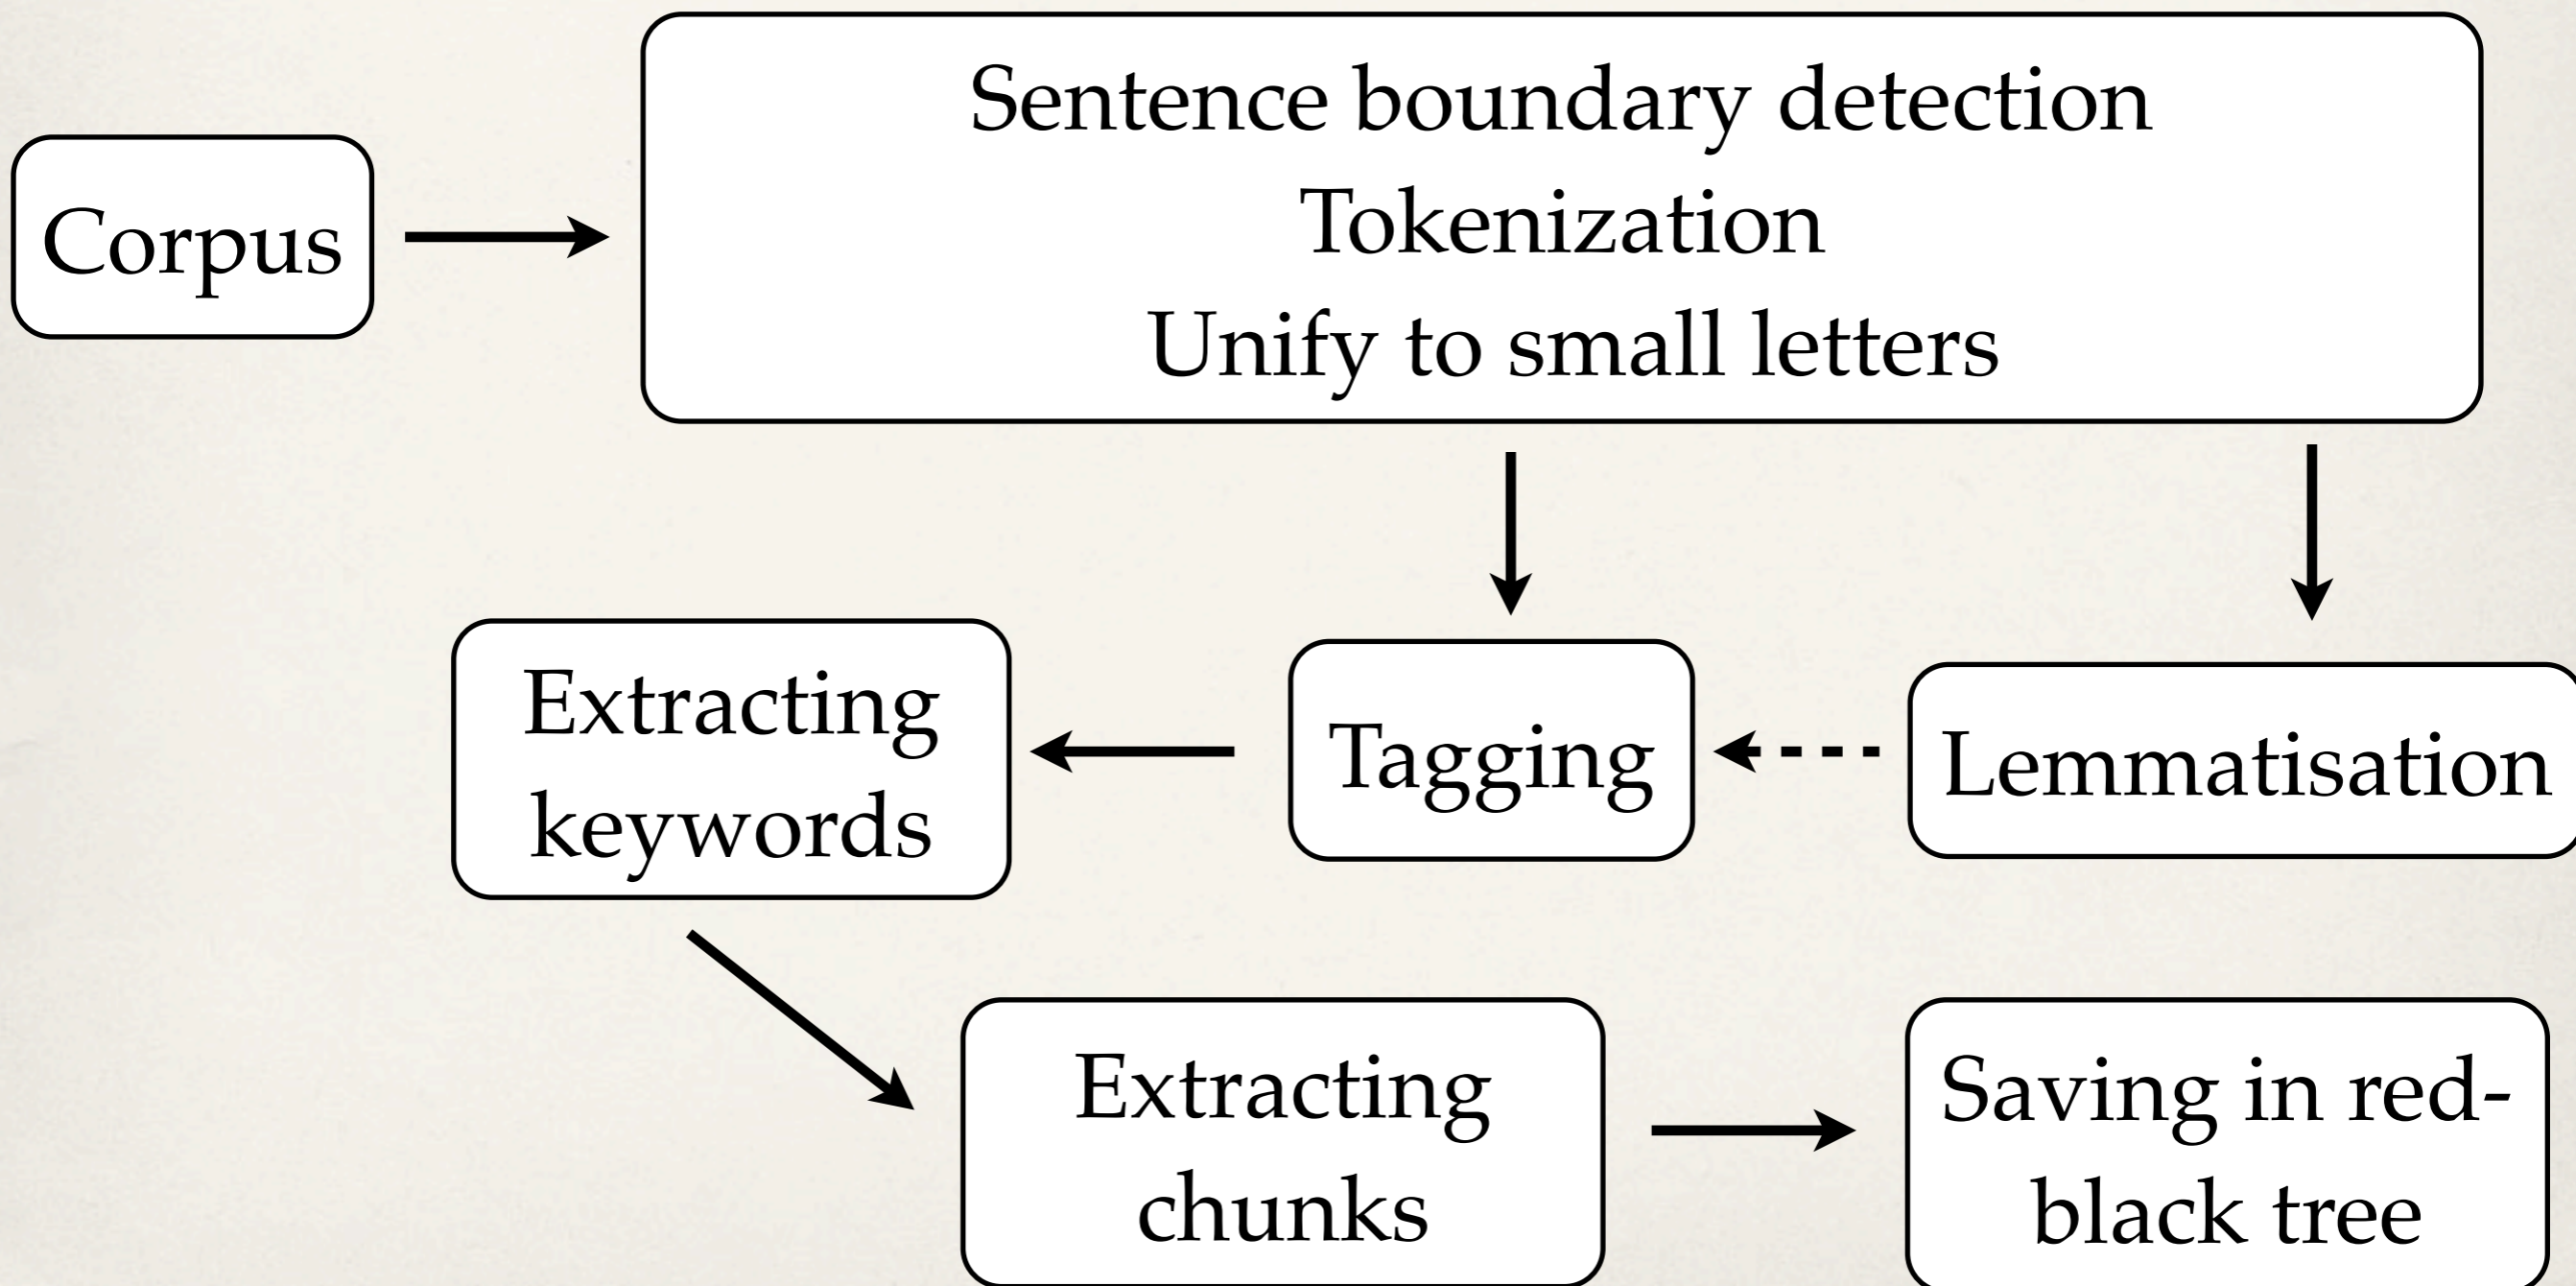 Corpus
Sentence boundary detection
Tokenization
Unify to small letters
Extracting
keywords
Tagging
Lemmatisation
Extracting
chunks
Saving in red-
black tree